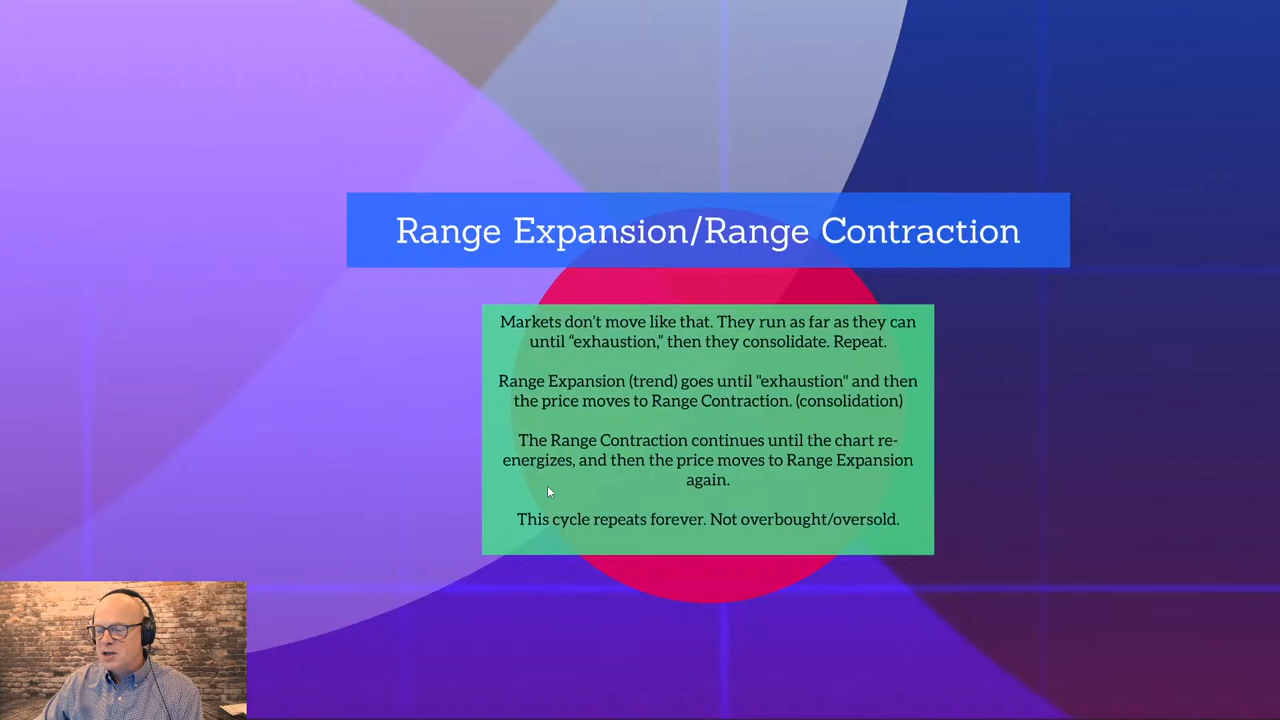 Range Expansion/Range Contraction
Markets don't move like that. They run as far as they can
until “exhaustion,” then they consolidate. Repeat.
Range Expansion (trend) goes until "exhaustion" and then
the price moves to Range Contraction. (consolidation)
The Range Contraction continues until the chart re-
energizes, and then the price moves to Range Expansion
again.
This cycle repeats forever. Not overbought/oversold.